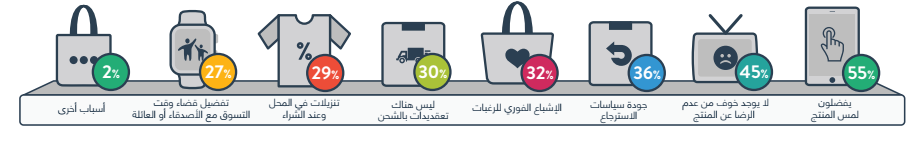 55%
يفضلون
لمس المنتج
45%
لا يوجد خوف من عدم
الرضا عن المنتج
36%
جودة سياسات
الاسترجاع
32%
الإشباع الفوري للرغبات
30%
ليس هناك
تعقديدات بالشحن
29%
%
تنزيلات في المحل
وعند الشراء
27%
تفضيل قضاء وقت
التسوق مع الأصدقاء أو العائلة
2%
أسباب أخرى